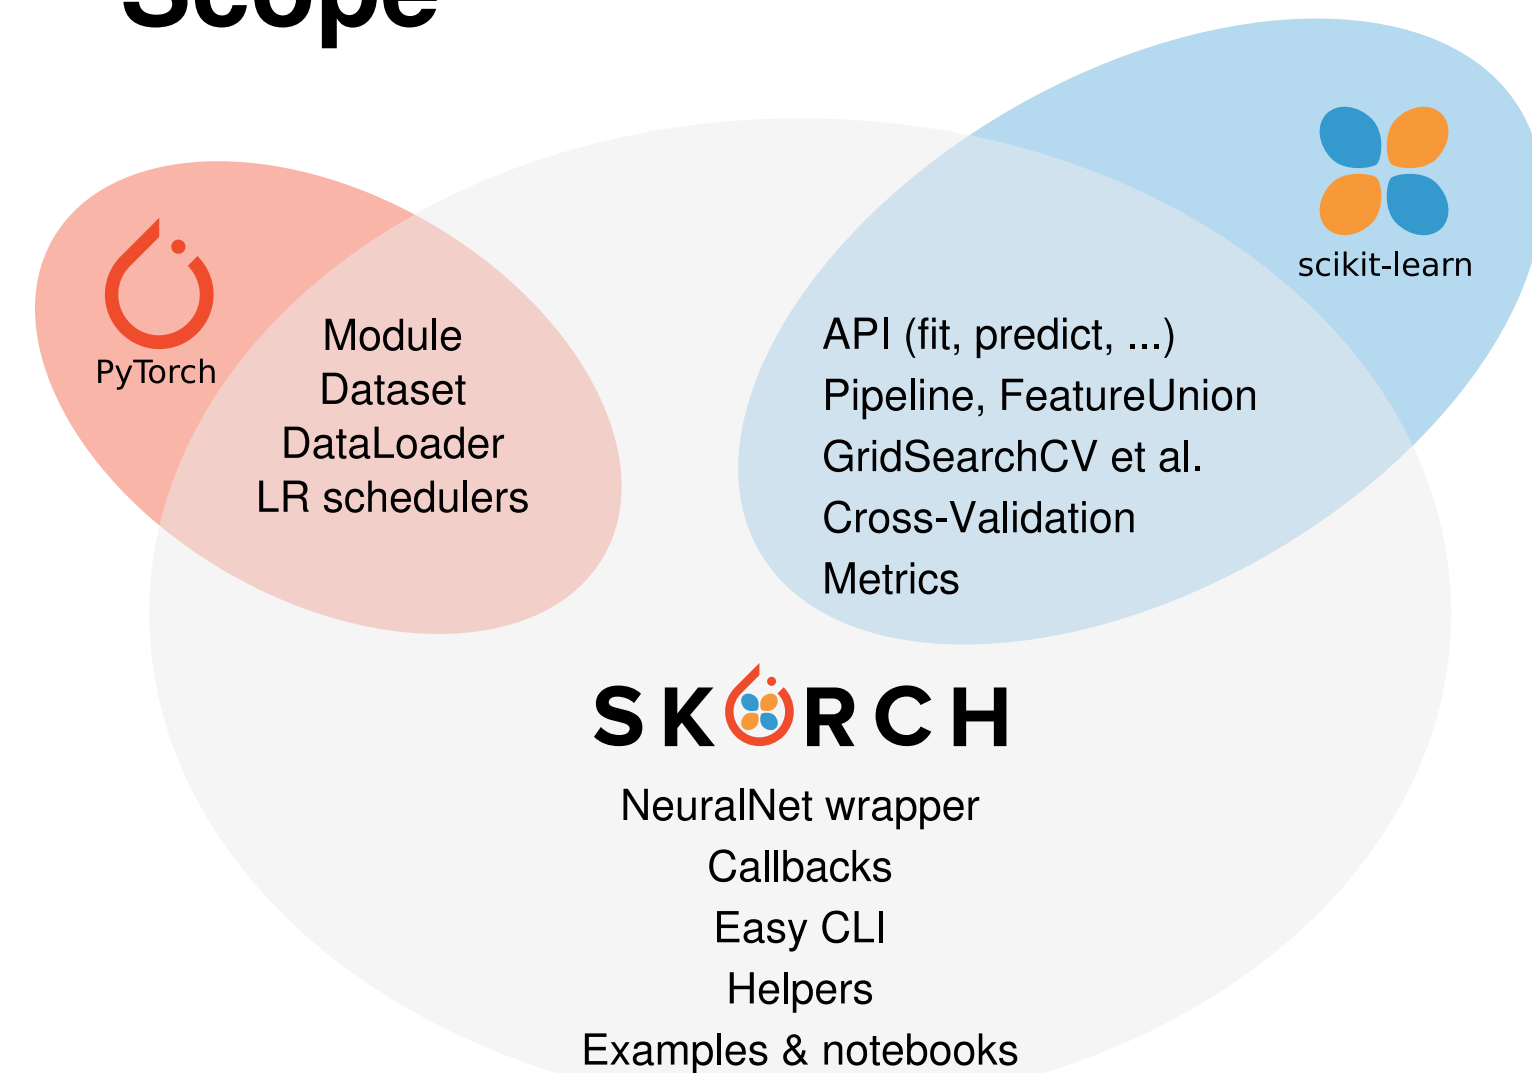 Scope
scikit-learn
PyTorch
Module
Dataset
DataLoader
LR schedulers
API (fit, predict, ...)
Pipeline, FeatureUnion
GridSearchCV et al.
Cross-Validation
Metrics
SKORCH
NeuralNet wrapper
Callbacks
Easy CLI
Helpers
Examples & notebooks